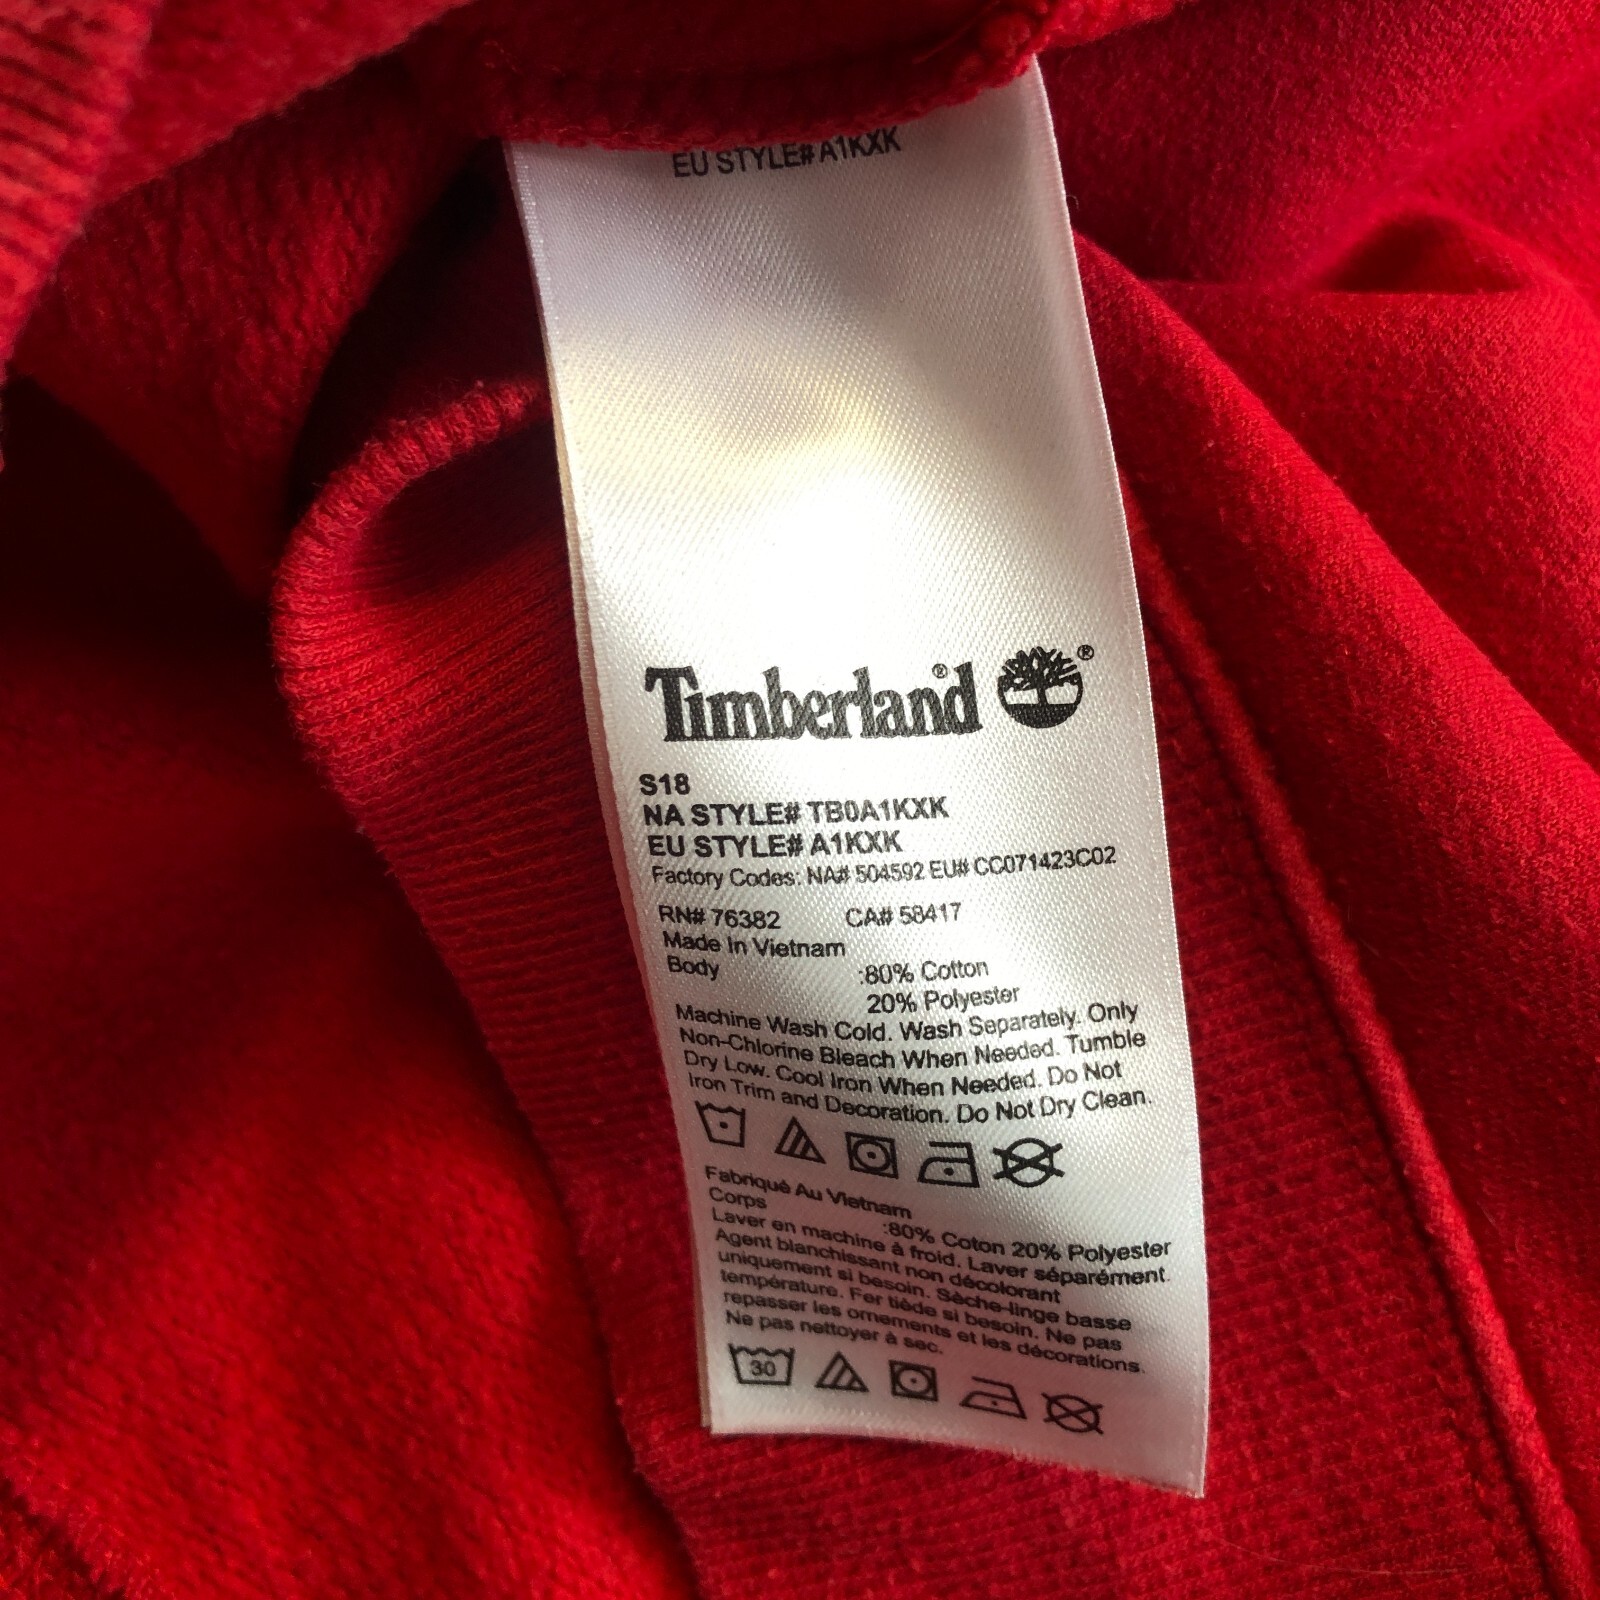 EU STYLE# A1KXK
Timberland®
®
S18
NA STYLE# TB0A1KXK
EU STYLE# A1KXK
Factory Codes: NA# 504592 EU# CC071423C02
RN# 76382 CA# 58417
Made In Vietnam
Body :80% Cotton
20% Polyester
Machine Wash Cold. Wash Separately. Only
Non-Chlorine Bleach When Needed. Tumble
Dry Low. Cool Iron When Needed. Do Not
Iron Trim and Decoration. Do Not Dry Clean.
Fabriqué Au Vietnam
Corps :80% Coton 20% Polyester
Laver en machine à froid. Laver séparément.
Agent blanchissant non décolorant
uniquement si besoin. Sèche-linge basse
température. Fer tiède si besoin. Ne pas
repasser les ornements et les décorations.
Ne pas nettoyer à sec.
30